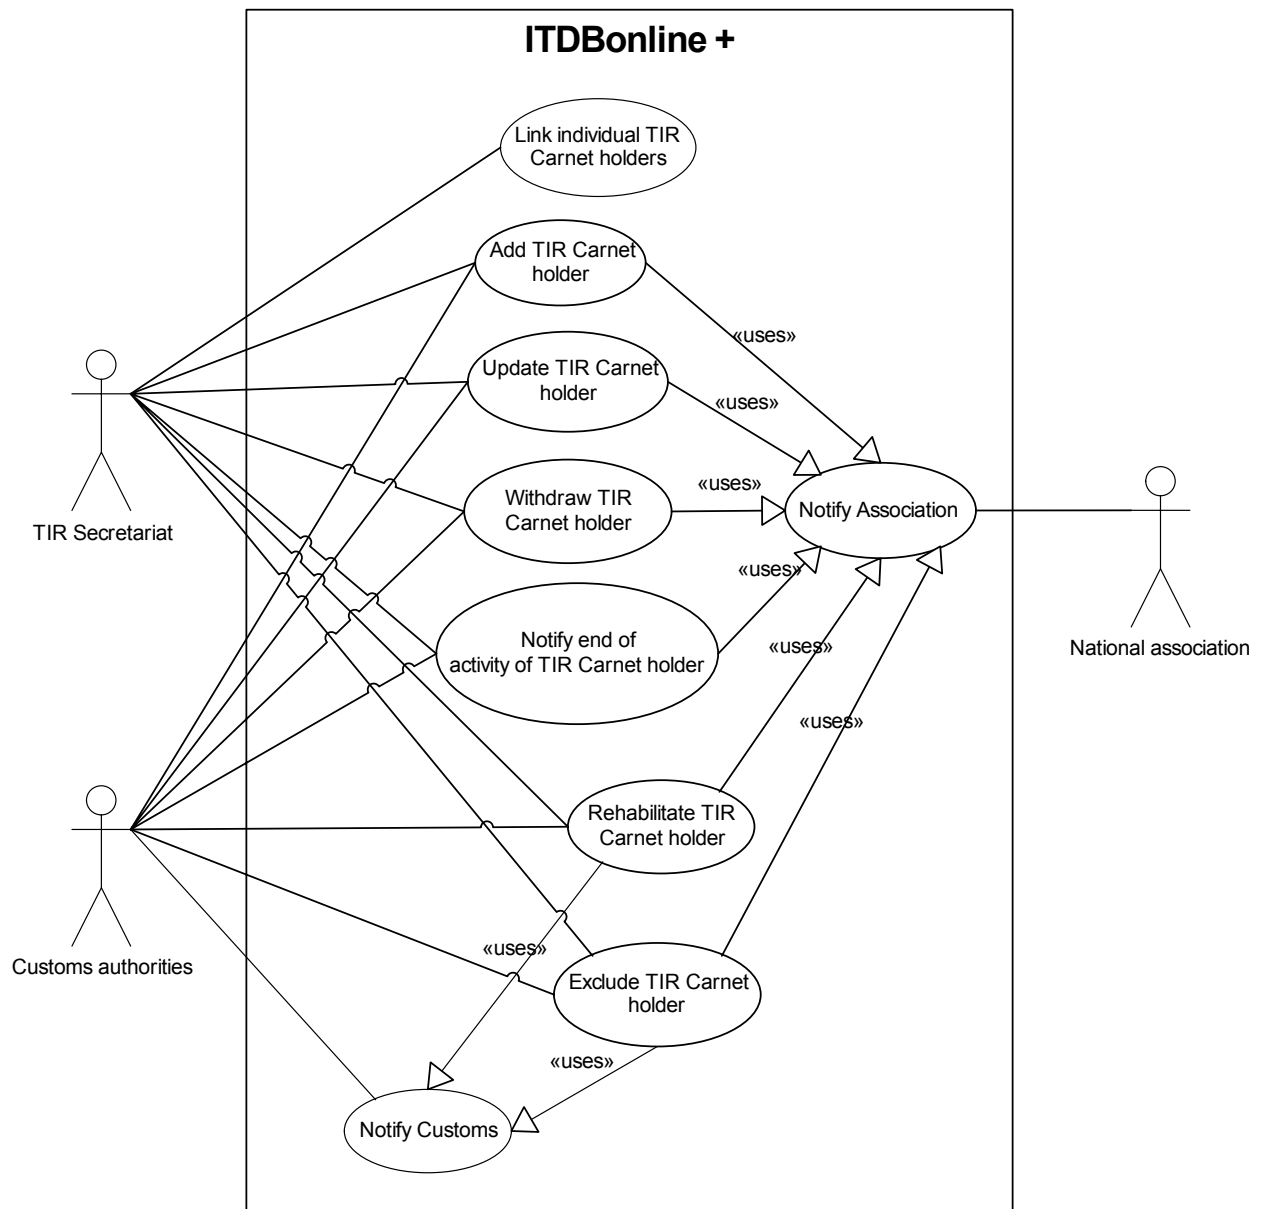 ITDBonline +
Link individual TIR
Carnet holders
Add TIR Carnet
holder
«uses»
Update TIR Carnet
holder
«uses»
TIR Secretariat
Withdraw TIR
Carnet holder
«uses»
Notify Association
«uses»
Notify end of
activity of TIR Carnet holder
«uses»
National association
«uses»
Rehabilitate TIR
Carnet holder
Customs authorities
«uses»
Exclude TIR Carnet
holder
«uses»
Notify Customs